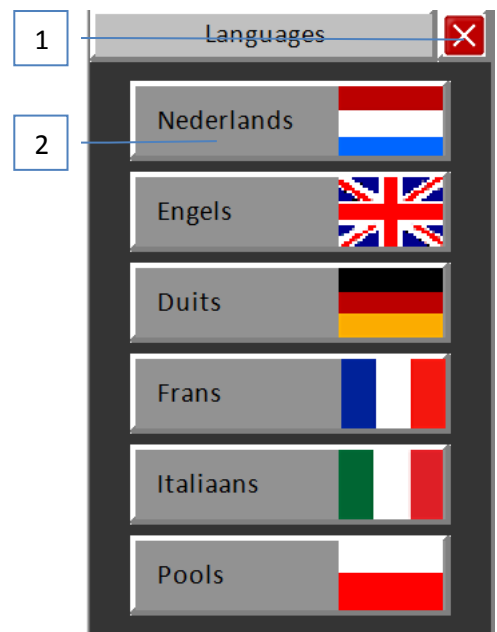 1
Languages
2
Nederlands
Engels
Duits
Frans
Italiaans
Pools